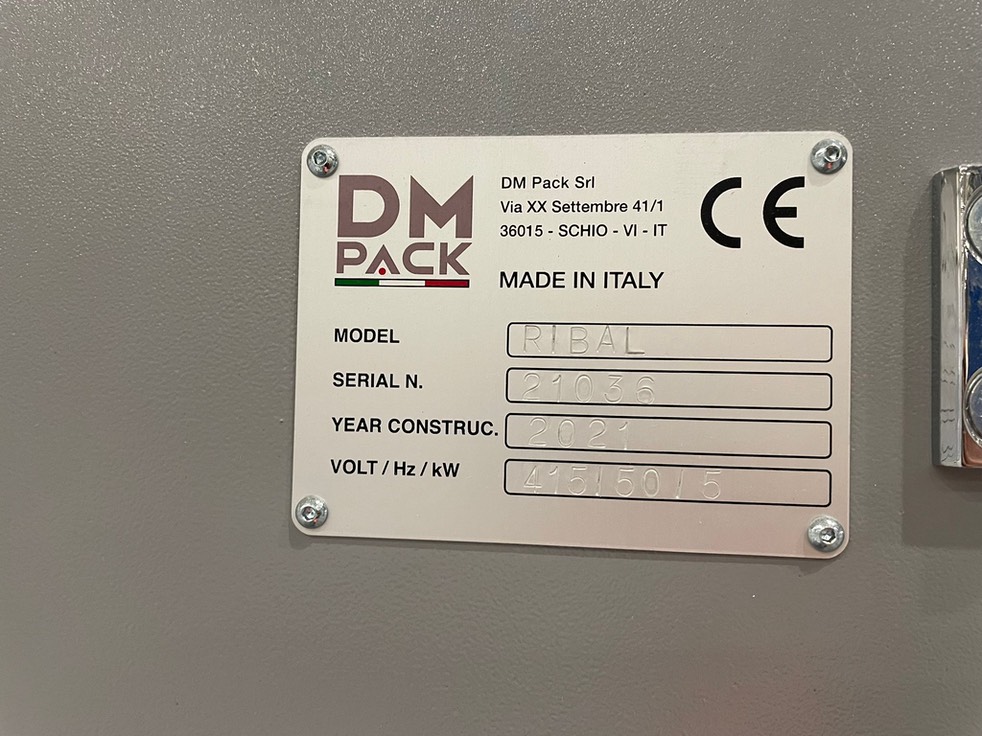 DM
PACK
DM Pack Srl
Via XX Settembre 41/1
36015 - SCHIO - VI - IT
CE
MADE IN ITALY
MODEL RIBAL
SERIAL N. 21036
YEAR CONSTRUC. 2021
VOLT / Hz / kW 415/50/5